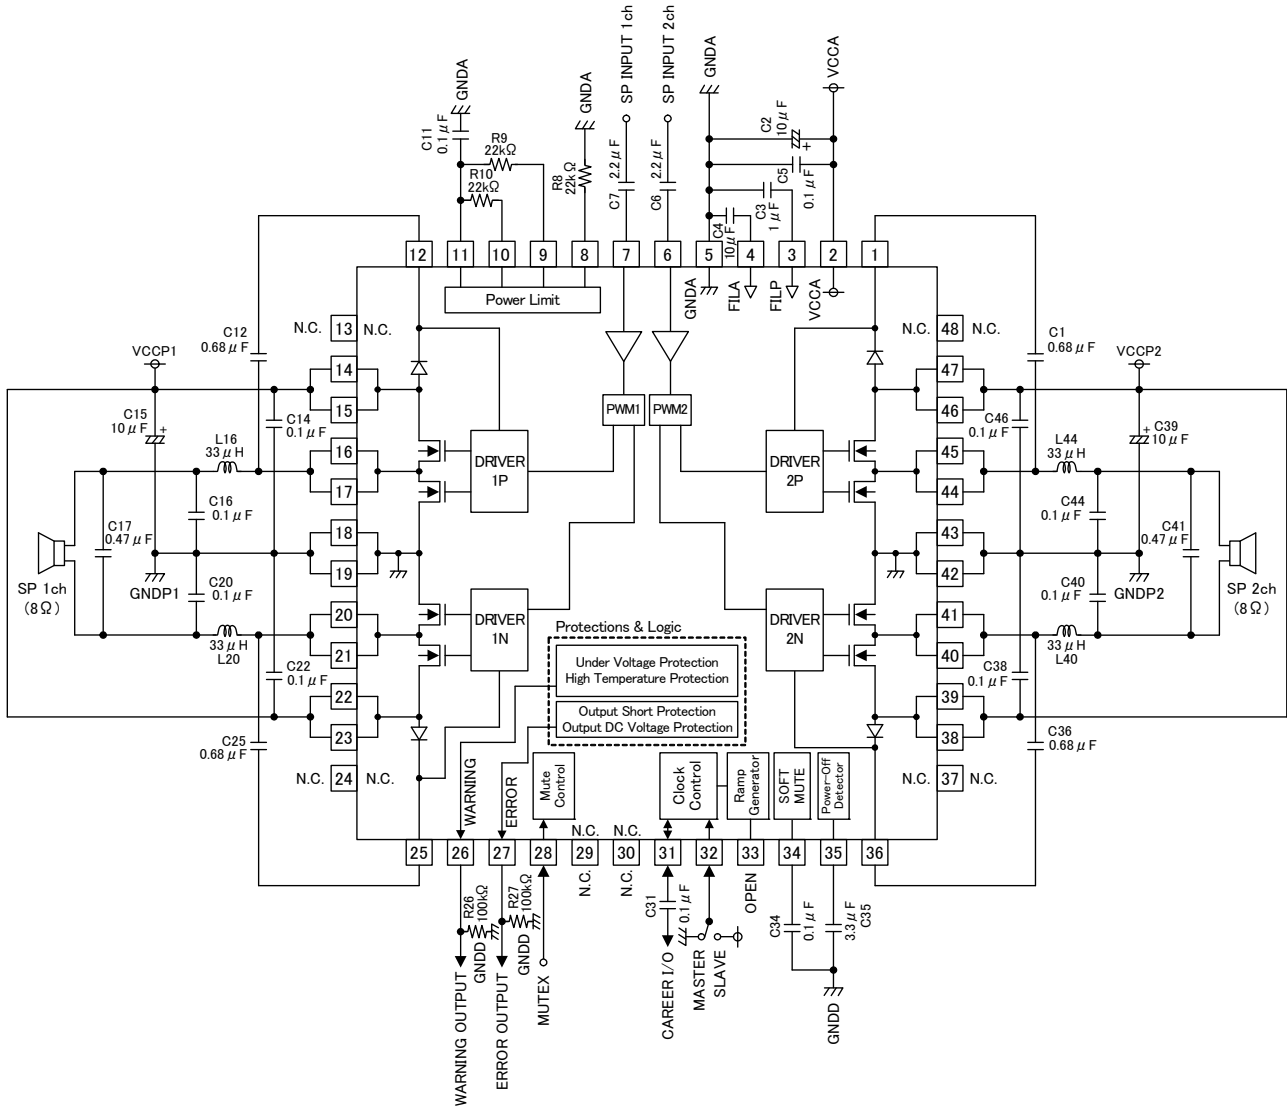 SP INPUT 1ch
SP INPUT 2ch
GNDA
GNDA
GNDA
VCCA
C11
0.1μF
R9
22kΩ
R10
22kΩ
R8
22kΩ
C7 2.2μF
C6 2.2μF
C2
10μF
+
C5
0.1μF
C3
1μF
C4
10μF
12
11
10
9
8
7
6
5
4
3
2
1
Power Limit
GNDA
FILA
FILP
VCCA
N.C. 13 N.C.
N.C. 48 N.C.
C12
0.68μF
C1
0.68μF
VCCP1
VCCP2
14
15
47
46
PWM1
PWM2
C15
10μF
+
C14
0.1μF
C46
0.1μF
C39
10μF
+
L16
33μH
L44
33μH
16
17
45
44
DRIVER
1P
DRIVER
2P
C16
0.1μF
C17
0.47μF
C44
0.1μF
C41
0.47μF
18
19
43
42
SP 1ch
(8Ω)
GNDP1
C20
0.1μF
C40
0.1μF
GNDP2
SP 2ch
(8Ω)
20
21
41
40
DRIVER
1N
DRIVER
2N
33μH
L20
33μH
L40
Protections & Logic
Under Voltage Protection
High Temperature Protection
Output Short Protection
Output DC Voltage Protection
C22
0.1μF
C38
0.1μF
22
23
39
38
C25
0.68μF
C36
0.68μF
N.C. 24 N.C.
N.C. 37 N.C.
WARNING
ERROR
Mute
Control
Clock
Control
Ramp
Generator
SOFT
MUTE
Power-Off
Detector
N.C.
N.C.
25
26
27
28
29
30
31
32
33
34
35
36
N.C.
N.C.
OPEN
R26
100kΩ
R27
100kΩ
GNDD
GNDD
C31
0.1μF
C34
0.1μF
3.3μF
C35
WARNING OUTPUT
ERROR OUTPUT
MUTEX
CAREER I/O
MASTER
SLAVE
GNDD